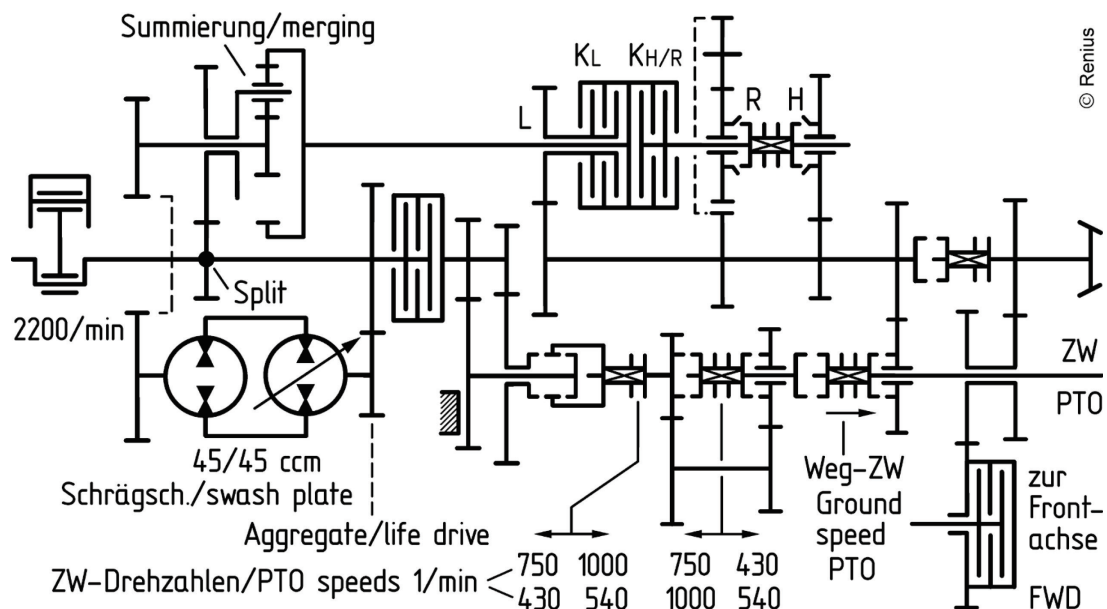 Summierung/merging
KL
KH/R
L
R H
© Renius
Split
2200/min
45/45 ccm
Schrägsch./swash plate
Aggregate/life drive
ZW
PTO
Weg-ZW
Ground
speed
PTO
zur
Front-
achse
FWD
ZW-Drehzahlen/PTO speeds 1/min
750 1000
430 540
750 430
1000 540